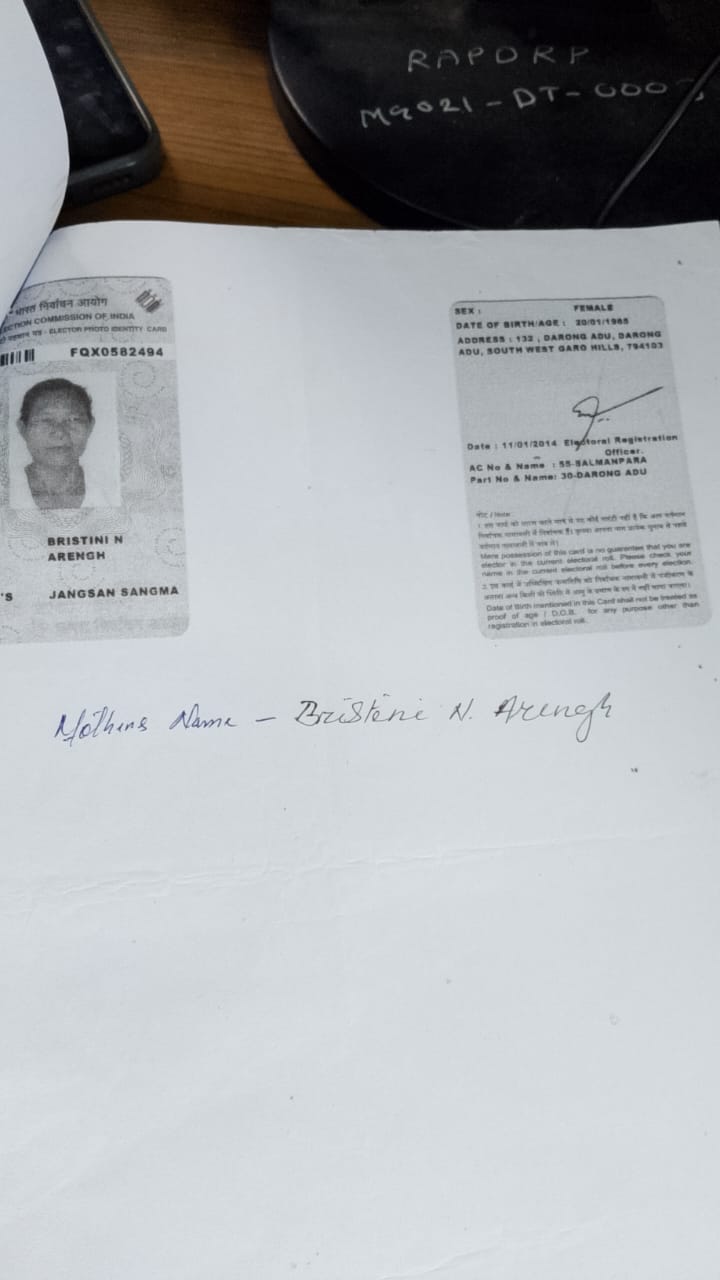 RAPDRP
M9021-DT-000
भारत निर्वाचन आयोग
ELECTION COMMISSION OF INDIA
ELECTOR PHOTO IDENTITY CARD
FQX0582494
BRISTINI N
ARENGH
'S JANGSAN SANGMA
SEX : FEMALE
DATE OF BIRTH/AGE : 20/01/1965
ADDRESS : 132 , DARONG ADU, DARONG
ADU, SOUTH WEST GARO HILLS, 794103
Date : 11/01/2014 Electoral Registration
Officer.
AC No & Name : 55-SALMANPARA
Part No & Name: 30-DARONG ADU
नोट / Note :
Mere possession of this card is no guarantee that you are
elector in the current electoral roll. Please check your
name in the current electoral roll before every election.
Date of Birth mentioned in this Card shall not be treated as
proof of age / D.O.B. for any purpose other than
registration in electoral roll.
Mothers Name - Bristini N. Arengh